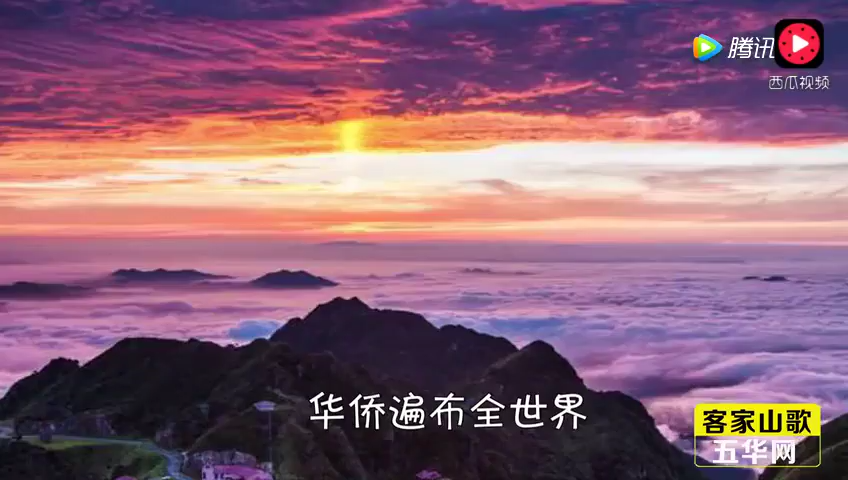 腾讯
西瓜视频
华侨遍布全世界
客家山歌
五华网